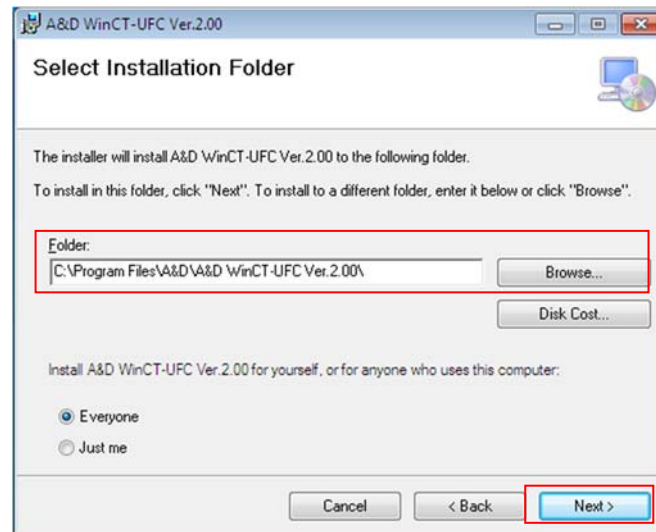 A&D WinCT-UFC Ver.2.00
Select Installation Folder
The installer will install A&D WinCT-UFC Ver.2.00 to the following folder.
To install in this folder, click "Next". To install to a different folder, enter it below or click "Browse".
Folder:
C:\Program Files\A&D\A&D WinCT-UFC Ver.2.00\
Browse...
Disk Cost...
Install A&D WinCT-UFC Ver.2.00 for yourself, or for anyone who uses this computer:
Everyone
Just me
Cancel
< Back
Next >